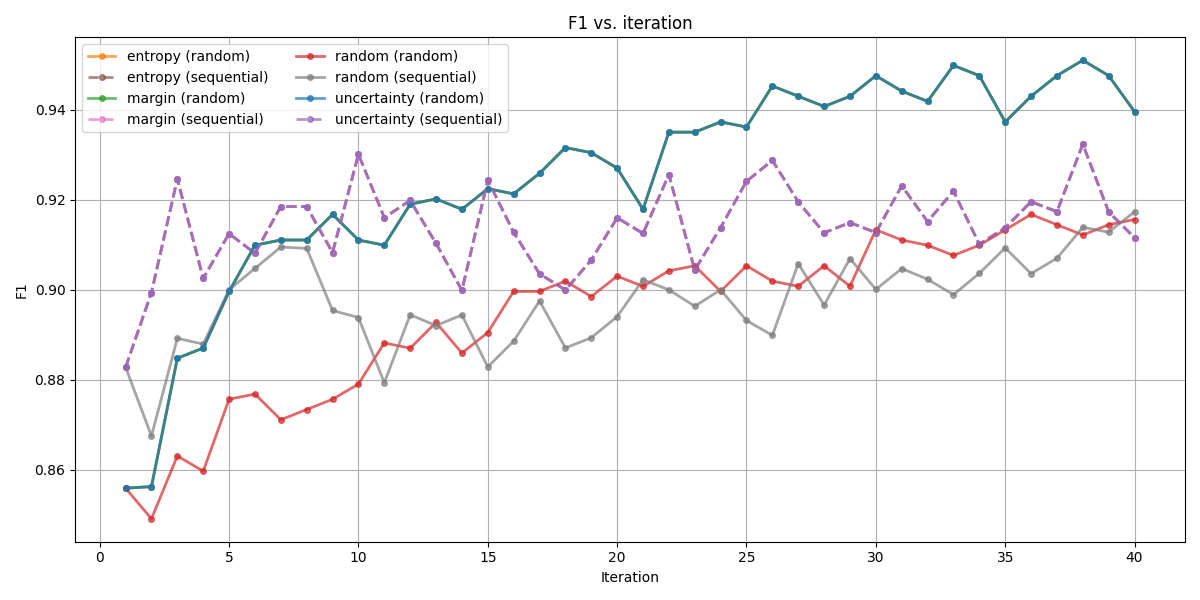 F1 vs. iteration
entropy (random)
entropy (sequential)
margin (random)
margin (sequential)
random (random)
random (sequential)
uncertainty (random)
uncertainty (sequential)
F1
0.94
0.92
0.90
0.88
0.86
0 5 10 15 20 25 30 35 40
Iteration